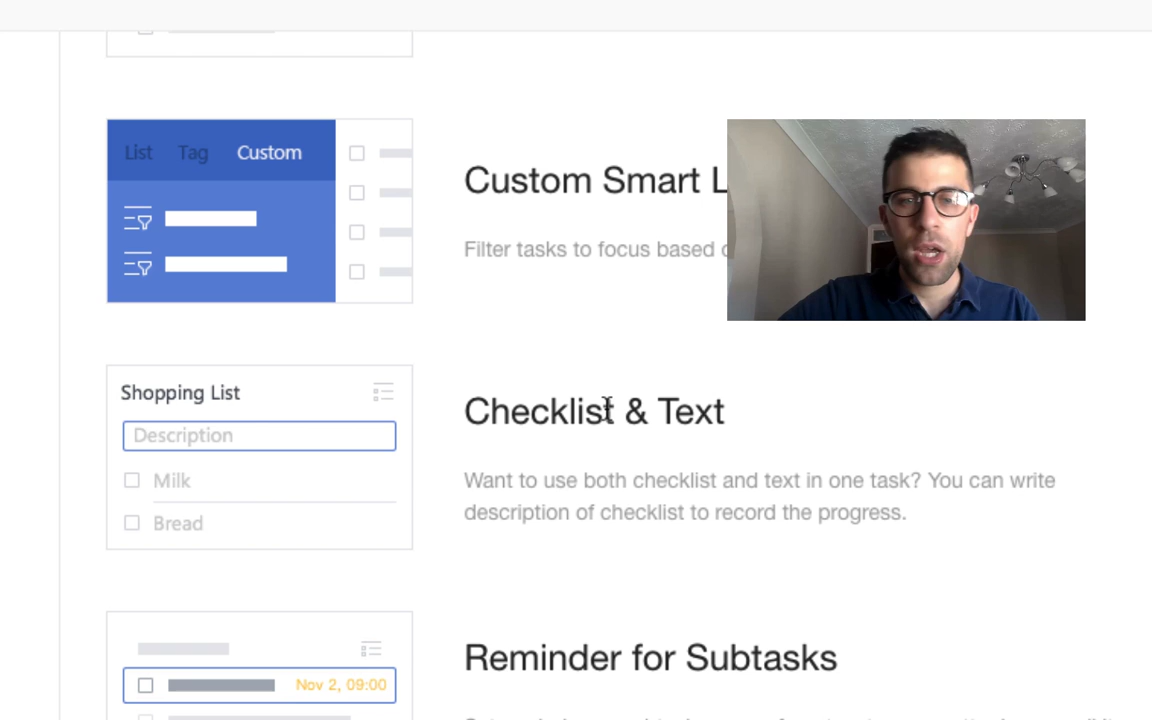 List Tag Custom
Custom Smart L
Filter tasks to focus based
Shopping List
Description
Milk
Bread
Checklist & Text
Want to use both checklist and text in one task? You can write
description of checklist to record the progress.
Nov 2, 09:00
Reminder for Subtasks